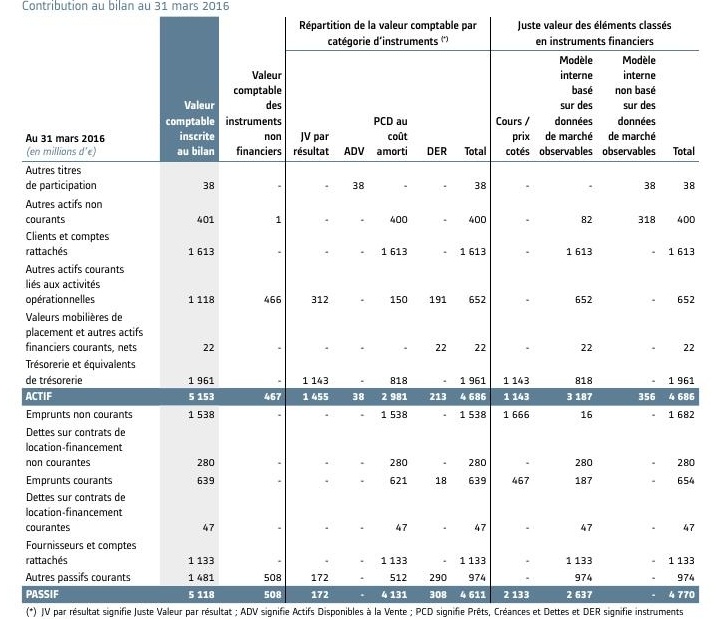 Contribution au bilan au 31 mars 2016
Répartition de la valeur comptable par catégorie d'instruments (*)
Juste valeur des éléments classés en instruments financiers
Au 31 mars 2016 (en millions d'€) Valeur comptable inscrite au bilan Valeur comptable des instruments non financiers JV par résultat ADV PCD au coût amorti DER Total Cours / prix cotés Modèle interne basé sur des données de marché observables Modèle interne non basé sur des données de marché observables Total
Autres titres
de participation 38 - - 38 - - 38 - - 38 38
Autres actifs non
courants 401 1 - - 400 - 400 - 82 318 400
Clients et comptes
rattachés 1 613 - - - 1 613 - 1 613 - 1 613 - 1 613
Autres actifs courants
liés aux activités
opérationnelles 1 118 466 312 - 150 191 652 - 652 - 652
Valeurs mobilières de
placement et autres actifs
financiers courants, nets 22 - - - - 22 22 - 22 - 22
Trésorerie et équivalents
de trésorerie 1 961 - 1 143 - 818 - 1 961 1 143 818 - 1 961
ACTIF 5 153 467 1 455 38 2 981 213 4 686 1 143 3 187 356 4 686
Emprunts non courants 1 538 - - - 1 538 - 1 538 1 666 16 - 1 682
Dettes sur contrats de
location-financement
non courantes 280 - - - 280 - 280 - 280 - 280
Emprunts courants 639 - - - 621 18 639 467 187 - 654
Dettes sur contrats de
location-financement
courantes 47 - - - 47 - 47 - 47 - 47
Fournisseurs et comptes
rattachés 1 133 - - - 1 133 - 1 133 - 1 133 - 1 133
Autres passifs courants 1 481 508 172 - 512 290 974 - 974 - 974
PASSIF 5 118 508 172 - 4 131 308 4 611 2 133 2 637 - 4 770
(*) JV par résultat signifie Juste Valeur par résultat ; ADV signifie Actifs Disponibles à la Vente ; PCD signifie Prêts, Créances et Dettes et DER signifie instruments